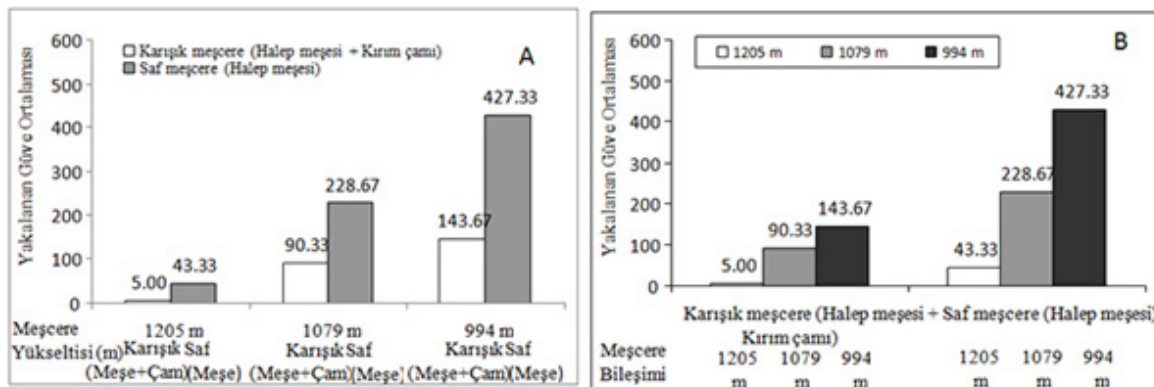 Yakalanan Güve Ortalaması
600
500
400
300
200
100
0
Karışık meşcere (Halep meşesi + Kırım çamı)
Saf meşcere (Halep meşesi)
A
5.00
43.33
90.33
228.67
143.67
427.33
Meşcere
Yükseltisi (m)
1205 m
1079 m
994 m
Karışık Saf
Karışık Saf
Karışık Saf
(Meşe+Çam)(Meşe)
(Meşe+Çam)(Meşe)
(Meşe+Çam)(Meşe)
Yakalanan Güve Ortalaması
600
500
400
300
200
100
0
1205 m
1079 m
994 m
B
5.00
90.33
143.67
43.33
228.67
427.33
Karışık meşcere (Halep meşesi + Saf meşcere (Halep meşesi)
Kırım çamı)
Meşcere
Bileşimi
1205 1079 994
m m m
1205 1079 994
m m m